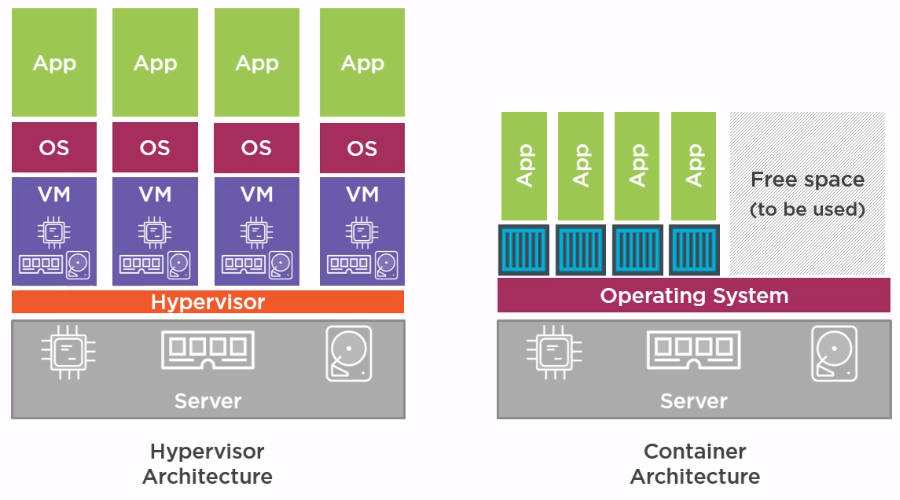 App App App App
OS OS OS OS
VM VM VM VM
Hypervisor
Server
Hypervisor
Architecture
App App App App
Free space
(to be used)
Operating System
Server
Container
Architecture